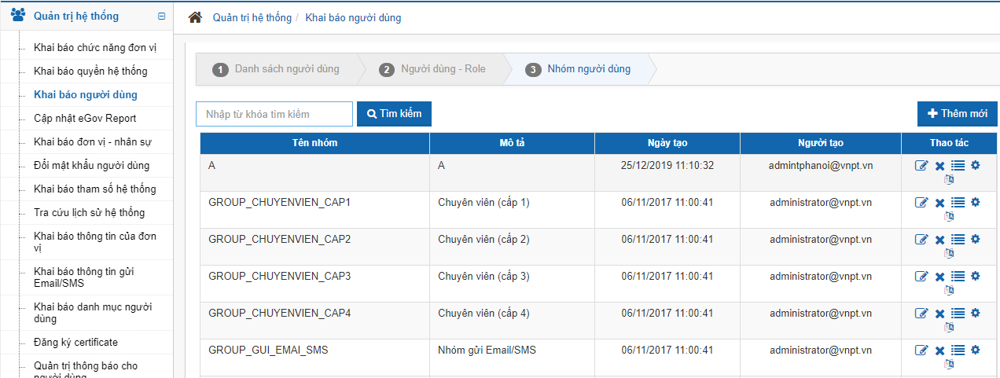 Quản trị hệ thống
Khai báo chức năng đơn vị
Khai báo quyền hệ thống
Khai báo người dùng
Cập nhật eGov Report
Khai báo đơn vị - nhân sự
Đổi mật khẩu người dùng
Khai báo tham số hệ thống
Tra cứu lịch sử hệ thống
Khai báo thông tin của đơn
vị
Khai báo thông tin gửi
Email/SMS
Khai báo danh mục người
dùng
Đăng ký certificate
Quản trị thông báo cho
người dùng
Quản trị hệ thống / Khai báo người dùng
1 Danh sách người dùng 2 Người dùng - Role 3 Nhóm người dùng
Nhập từ khóa tìm kiếm Tìm kiếm Thêm mới
Tên nhóm Mô tả Ngày tạo Người tạo Thao tác
A A 25/12/2019 11:10:32 admintphanoi@vnpt.vn
GROUP_CHUYENVIEN_CAP1 Chuyên viên (cấp 1) 06/11/2017 11:00:41 administrator@vnpt.vn
GROUP_CHUYENVIEN_CAP2 Chuyên viên (cấp 2) 06/11/2017 11:00:41 administrator@vnpt.vn
GROUP_CHUYENVIEN_CAP3 Chuyên viên (cấp 3) 06/11/2017 11:00:41 administrator@vnpt.vn
GROUP_CHUYENVIEN_CAP4 Chuyên viên (cấp 4) 06/11/2017 11:00:41 administrator@vnpt.vn
GROUP_GUI_EMAI_SMS Nhóm gửi Email/SMS 06/11/2017 11:00:41 administrator@vnpt.vn